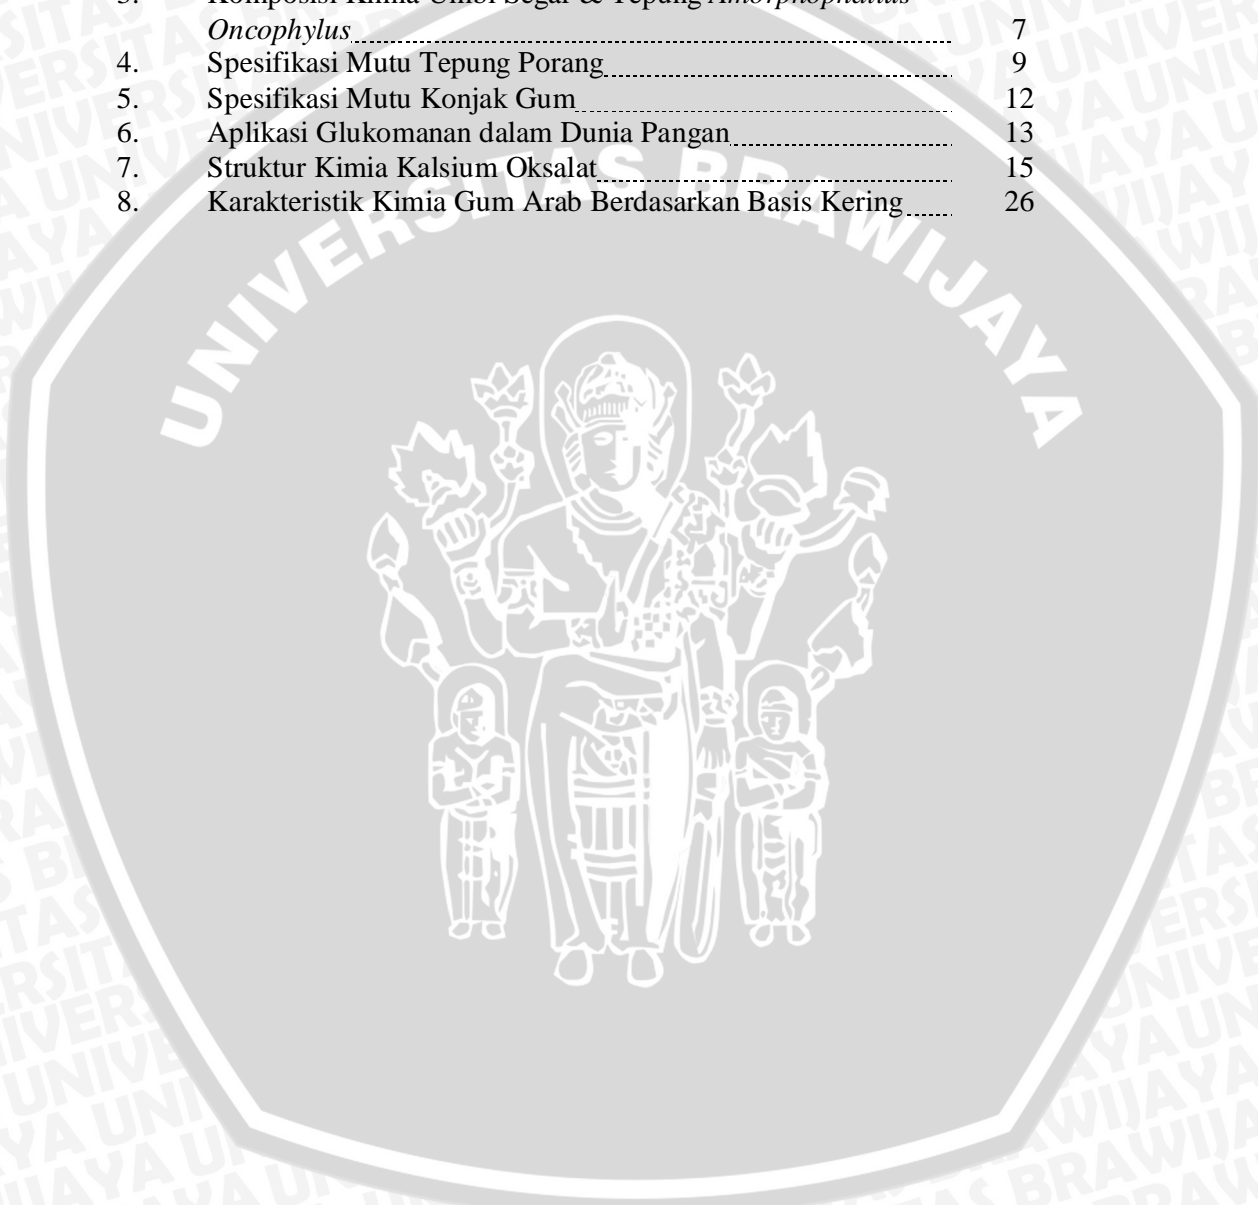 3. Komposisi Kimia Umbi Segar & Tepung Amorphophallus
Oncophylus 7
4. Spesifikasi Mutu Tepung Porang 9
5. Spesifikasi Mutu Konjak Gum 12
6. Aplikasi Glukomanan dalam Dunia Pangan 13
7. Struktur Kimia Kalsium Oksalat 15
8. Karakteristik Kimia Gum Arab Berdasarkan Basis Kering 26
UNIVERSITAS BRAWIJAYA